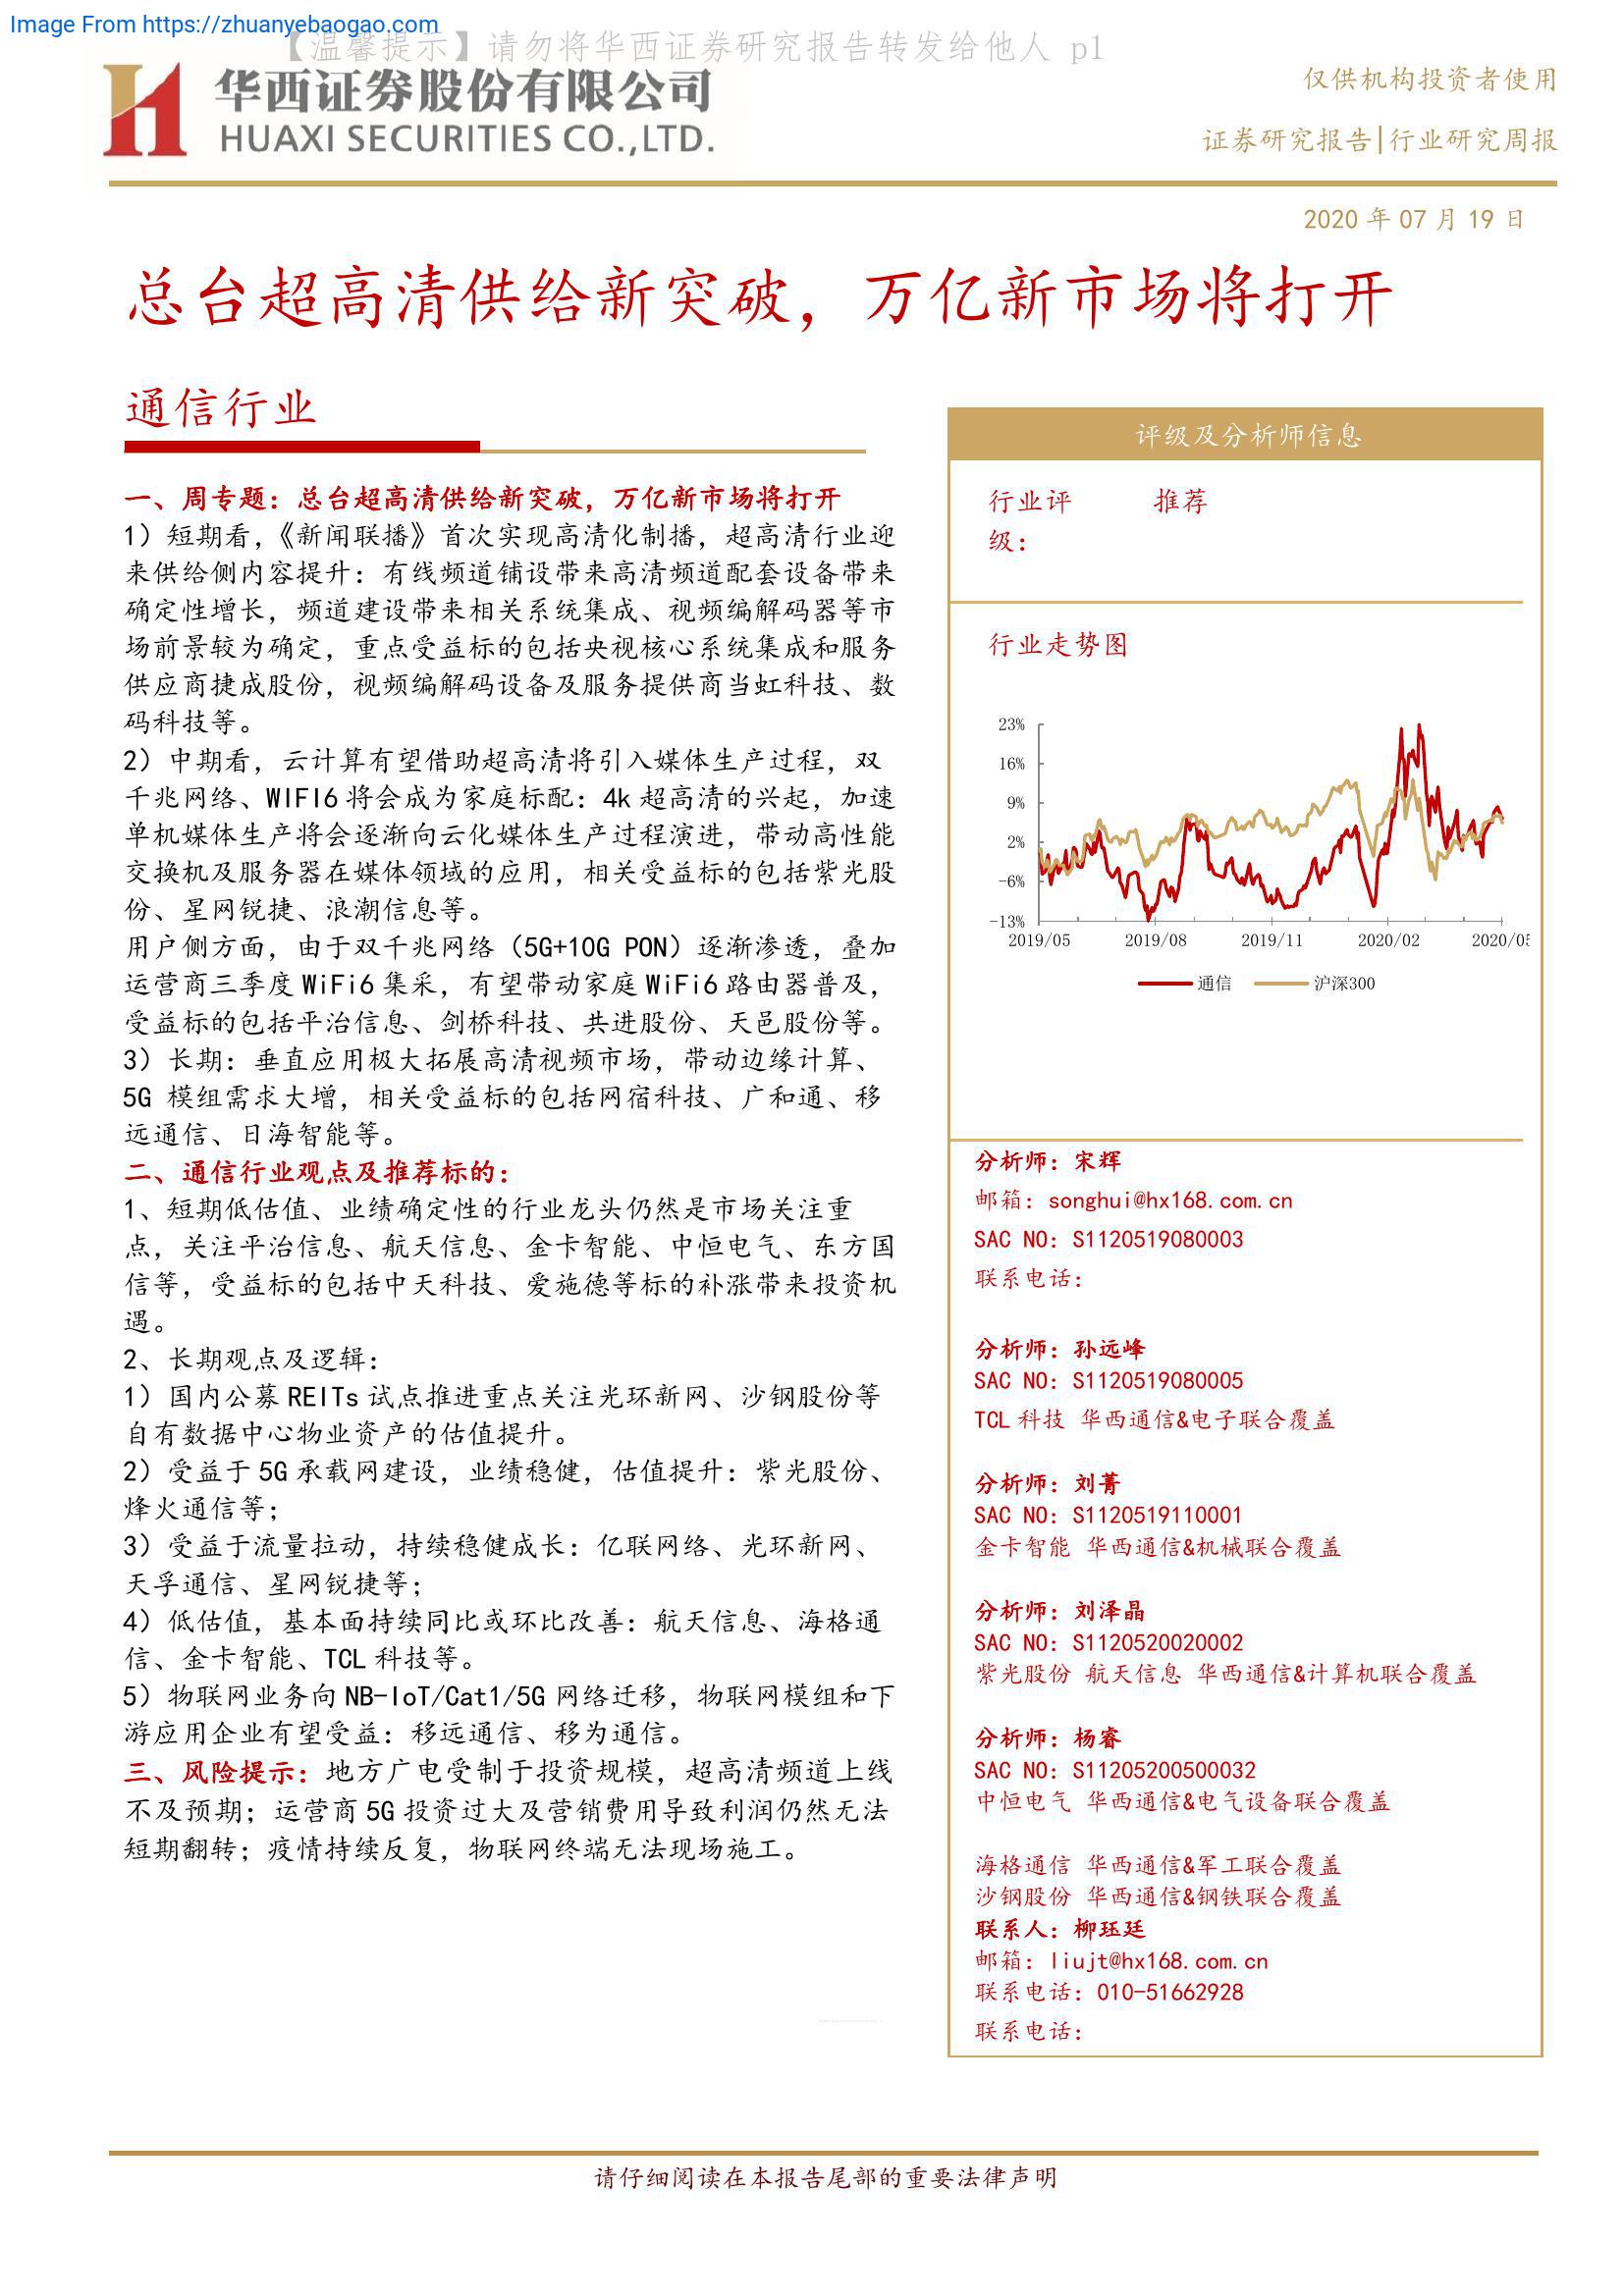 Image From https://zhuanyebaogao.com
【温馨提示】请勿将华西证券研究报告转发给他人 p1
华西证券股份有限公司
HUAXI SECURITIES CO.,LTD.
仅供机构投资者使用
证券研究报告|行业研究周报
2020 年 07 月 19 日
总台超高清供给新突破，万亿新市场将打开
通信行业
一、周专题：总台超高清供给新突破，万亿新市场将打开
1）短期看，《新闻联播》首次实现高清化制播，超高清行业迎
来供给侧内容提升：有线频道铺设带来高清频道配套设备带来
确定性增长，频道建设带来相关系统集成、视频编解码器等市
场前景较为确定，重点受益标的包括央视核心系统集成和服务
供应商捷成股份，视频编解码设备及服务提供商当虹科技、数
码科技等。
2）中期看，云计算有望借助超高清将引入媒体生产过程，双
千兆网络、WIFI6 将会成为家庭标配：4k 超高清的兴起，加速
单机媒体生产将会逐渐向云化媒体生产过程演进，带动高性能
交换机及服务器在媒体领域的应用，相关受益标的包括紫光股
份、星网锐捷、浪潮信息等。
用户侧方面，由于双千兆网络（5G+10G PON）逐渐渗透，叠加
运营商三季度 WiFi6 集采，有望带动家庭 WiFi6 路由器普及，
受益标的包括平治信息、剑桥科技、共进股份、天邑股份等。
3）长期：垂直应用极大拓展高清视频市场，带动边缘计算、
5G 模组需求大增，相关受益标的包括网宿科技、广和通、移
远通信、日海智能等。
二、通信行业观点及推荐标的：
1、短期低估值、业绩确定性的行业龙头仍然是市场关注重
点，关注平治信息、航天信息、金卡智能、中恒电气、东方国
信等，受益标的包括中天科技、爱施德等标的补涨带来投资机
遇。
2、长期观点及逻辑：
1）国内公募 REITs 试点推进重点关注光环新网、沙钢股份等
自有数据中心物业资产的估值提升。
2）受益于 5G 承载网建设，业绩稳健，估值提升：紫光股份、
烽火通信等；
3）受益于流量拉动，持续稳健成长：亿联网络、光环新网、
天孚通信、星网锐捷等；
4）低估值，基本面持续同比或环比改善：航天信息、海格通
信、金卡智能、TCL 科技等。
5）物联网业务向 NB-IoT/Cat1/5G 网络迁移，物联网模组和下
游应用企业有望受益：移远通信、移为通信。
三、风险提示：地方广电受制于投资规模，超高清频道上线
不及预期；运营商 5G 投资过大及营销费用导致利润仍然无法
短期翻转；疫情持续反复，物联网终端无法现场施工。
评级及分析师信息
行业评 推荐
级：
行业走势图
23%
16%
9%
2%
-6%
-13%
2019/05 2019/08 2019/11 2020/02 2020/05
通信 沪深300
分析师：宋辉
邮箱：songhui@hx168.com.cn
SAC NO：S1120519080003
联系电话：
分析师：孙远峰
SAC NO：S1120519080005
TCL 科技 华西通信&电子联合覆盖
分析师：刘菁
SAC NO：S1120519110001
金卡智能 华西通信&机械联合覆盖
分析师：刘泽晶
SAC NO：S1120520020002
紫光股份 航天信息 华西通信&计算机联合覆盖
分析师：杨睿
SAC NO：S11205200500032
中恒电气 华西通信&电气设备联合覆盖
海格通信 华西通信&军工联合覆盖
沙钢股份 华西通信&钢铁联合覆盖
联系人：柳珏廷
邮箱：liujt@hx168.com.cn
联系电话：010-51662928
联系电话：
请仔细阅读在本报告尾部的重要法律声明